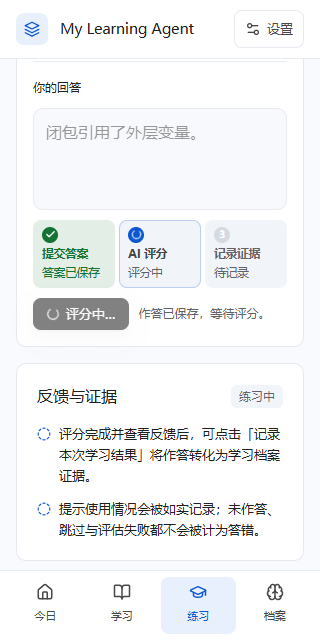 My Learning Agent
设置
你的回答
闭包引用了外层变量。
提交答案
答案已保存
AI 评分
评分中
3
记录证据
待记录
评分中...
作答已保存，等待评分。
反馈与证据
练习中
评分完成并查看反馈后，可点击「记录
本次学习结果」将作答转化为学习档案
证据。
提示使用情况会被如实记录；未作答、
跳过与评估失败都不会被计为答错。
今日
学习
练习
档案